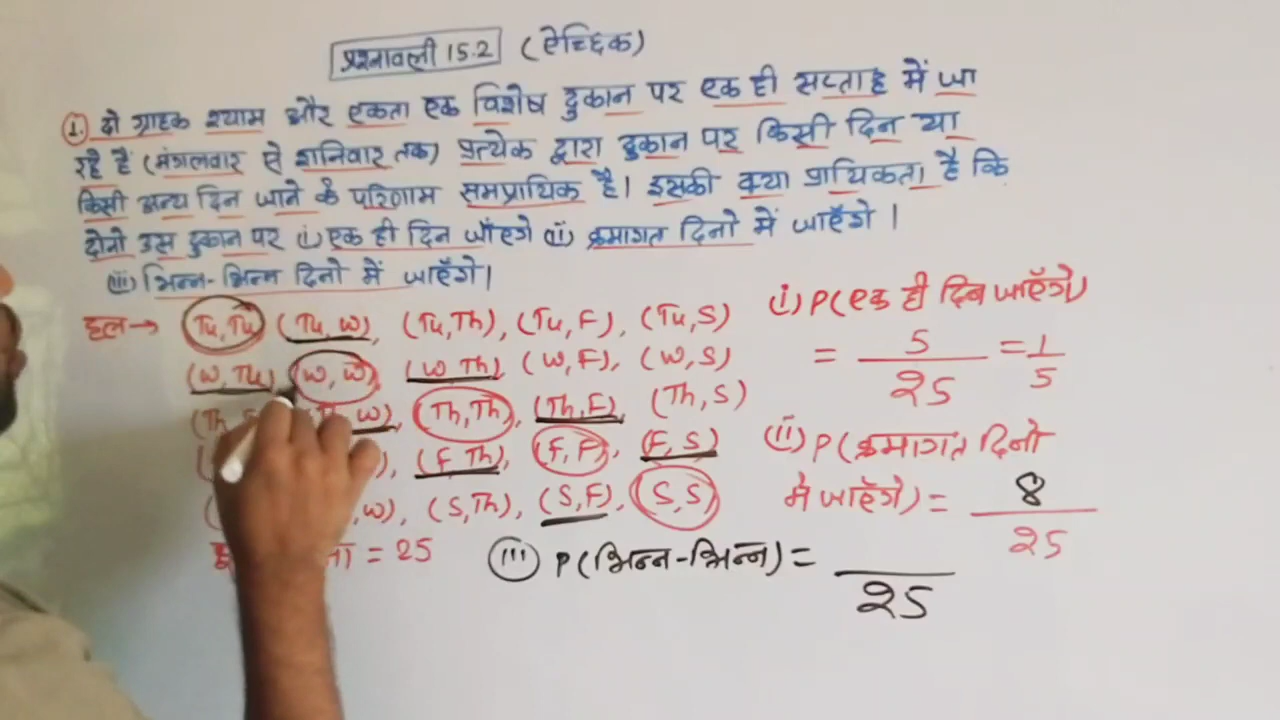 प्रश्नावली 15.2 (ऐच्छिक)
1. दो ग्राहक श्याम और एकता एक विशेष दुकान पर एक ही सप्ताह में जा
रहे हैं (मंगलवार से शनिवार तक) प्रत्येक द्वारा दुकान पर किसी दिन या
किसी अन्य दिन जाने के परिणाम समप्रायिक है। इसकी क्या प्रायिकता है कि
दोनो उस दुकान पर (i) एक ही दिन जाँएगे (ii) क्रमागत दिनो में जाएँगे।
(iii) भिन्न-भिन्न दिनो में जाएँगे।
हल → (Tu,Tu) (Tu,W), (Tu,Th), (Tu,F), (Tu,S)
(W,Tu) (W,W), (W Th), (W,F), (W,S)
(Th, W), (Th,Th), (Th,F), (Th,S)
(F Th), (F,F), (F,S)
,W), (S,Th), (S,F), (S,S)
= 25
(i) P(एक ही दिन जाएँगे)
= 5/25 = 1/5
(ii) P(क्रमागत दिनो
में जाएँगे) = 8/25
(iii) P(भिन्न-भिन्न) = /25